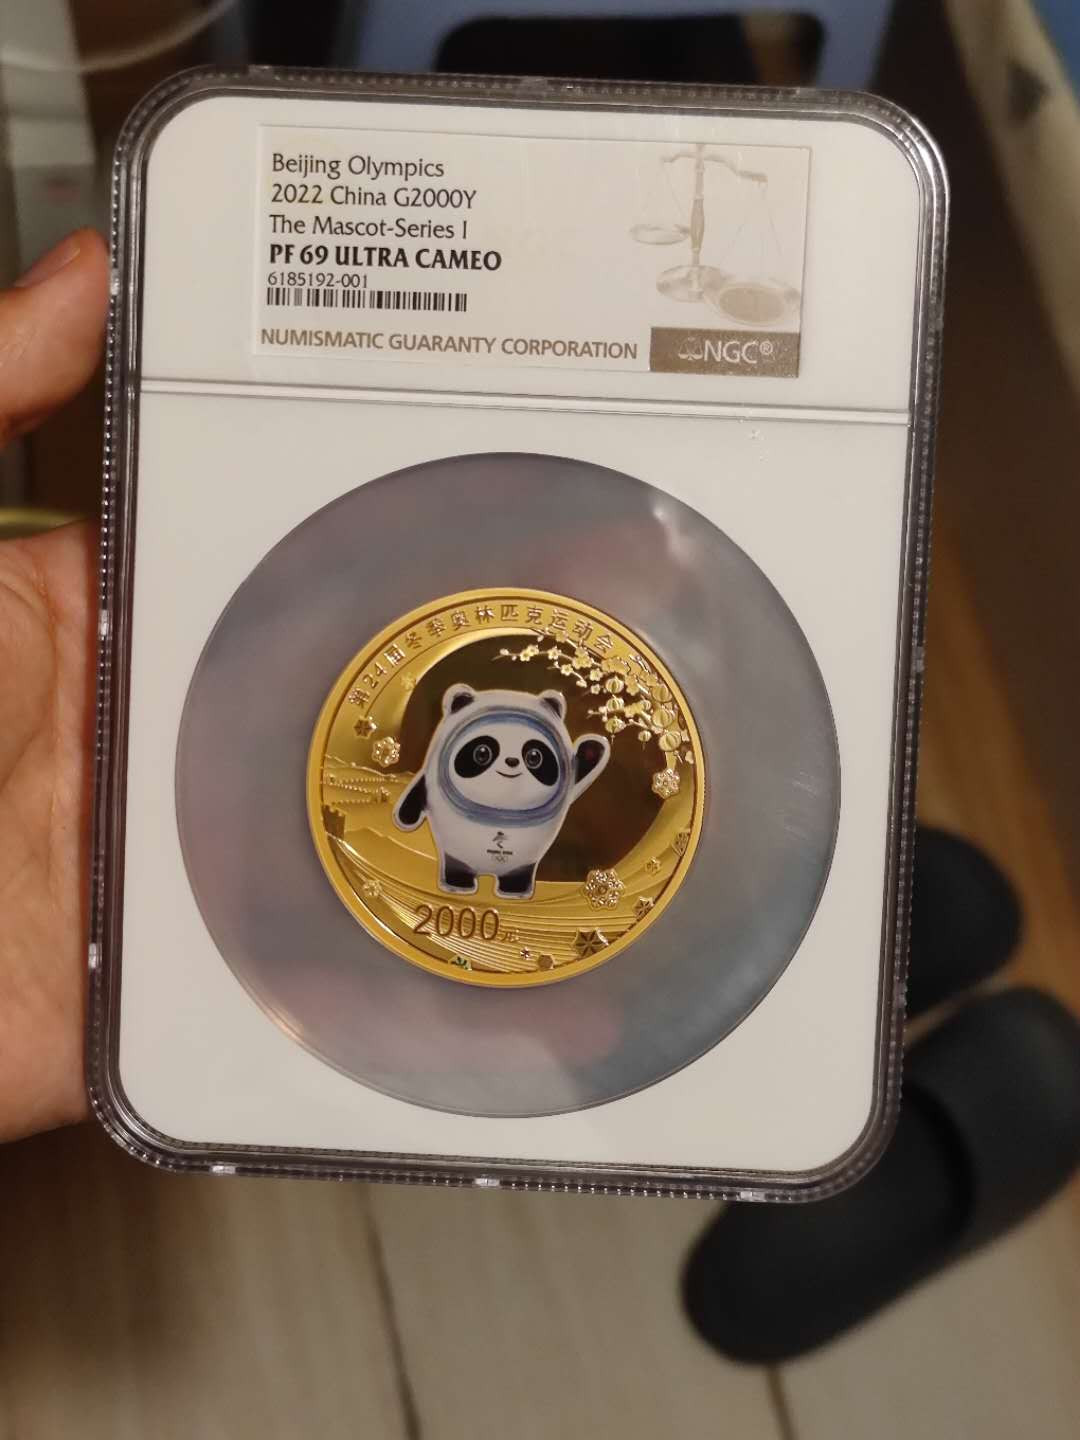 Beijing Olympics
2022 China G2000Y
The Mascot-Series I
PF 69 ULTRA CAMEO
6185192-001
NUMISMATIC GUARANTY CORPORATION
NGC®
第24届冬季奥林匹克运动会
2000元